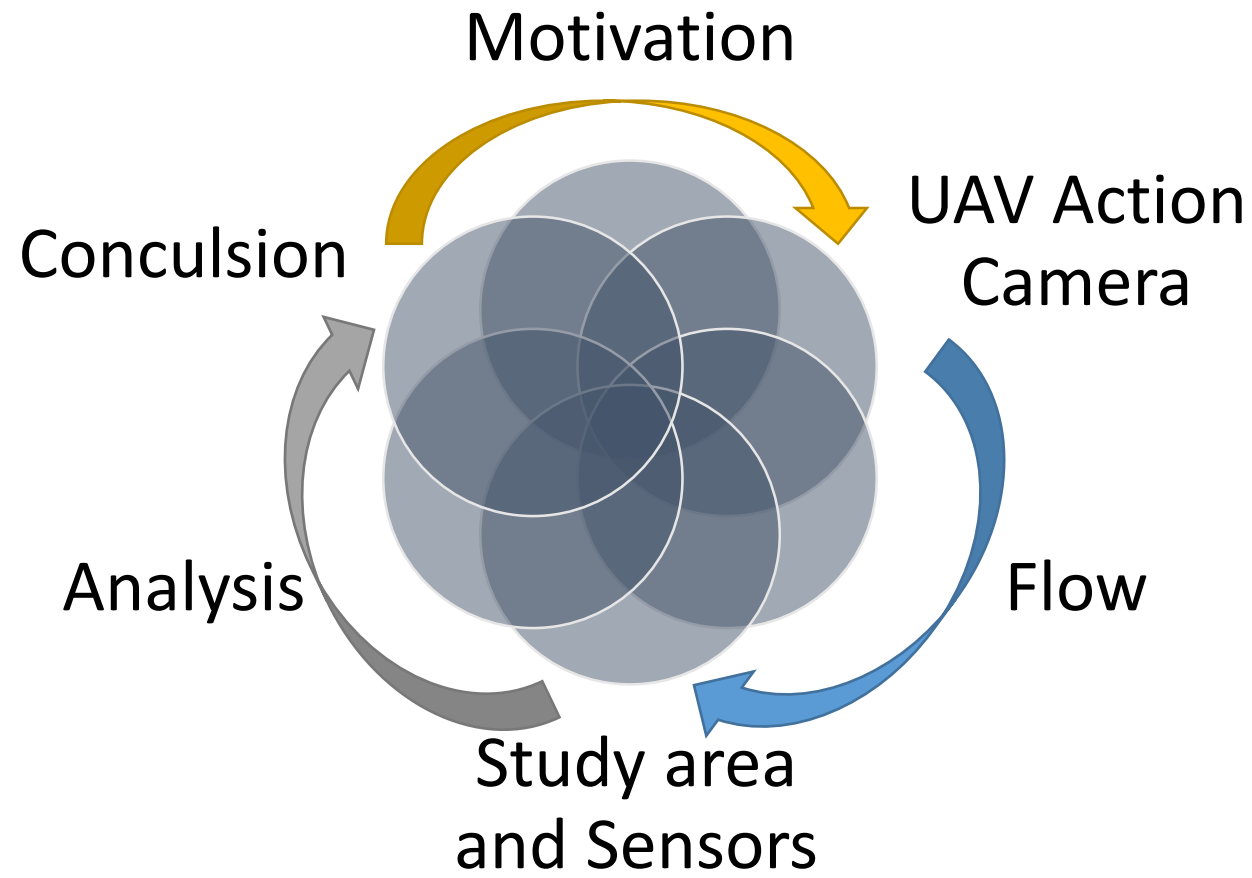 Motivation
UAV Action
Camera
Flow
Study area
and Sensors
Analysis
Conculsion